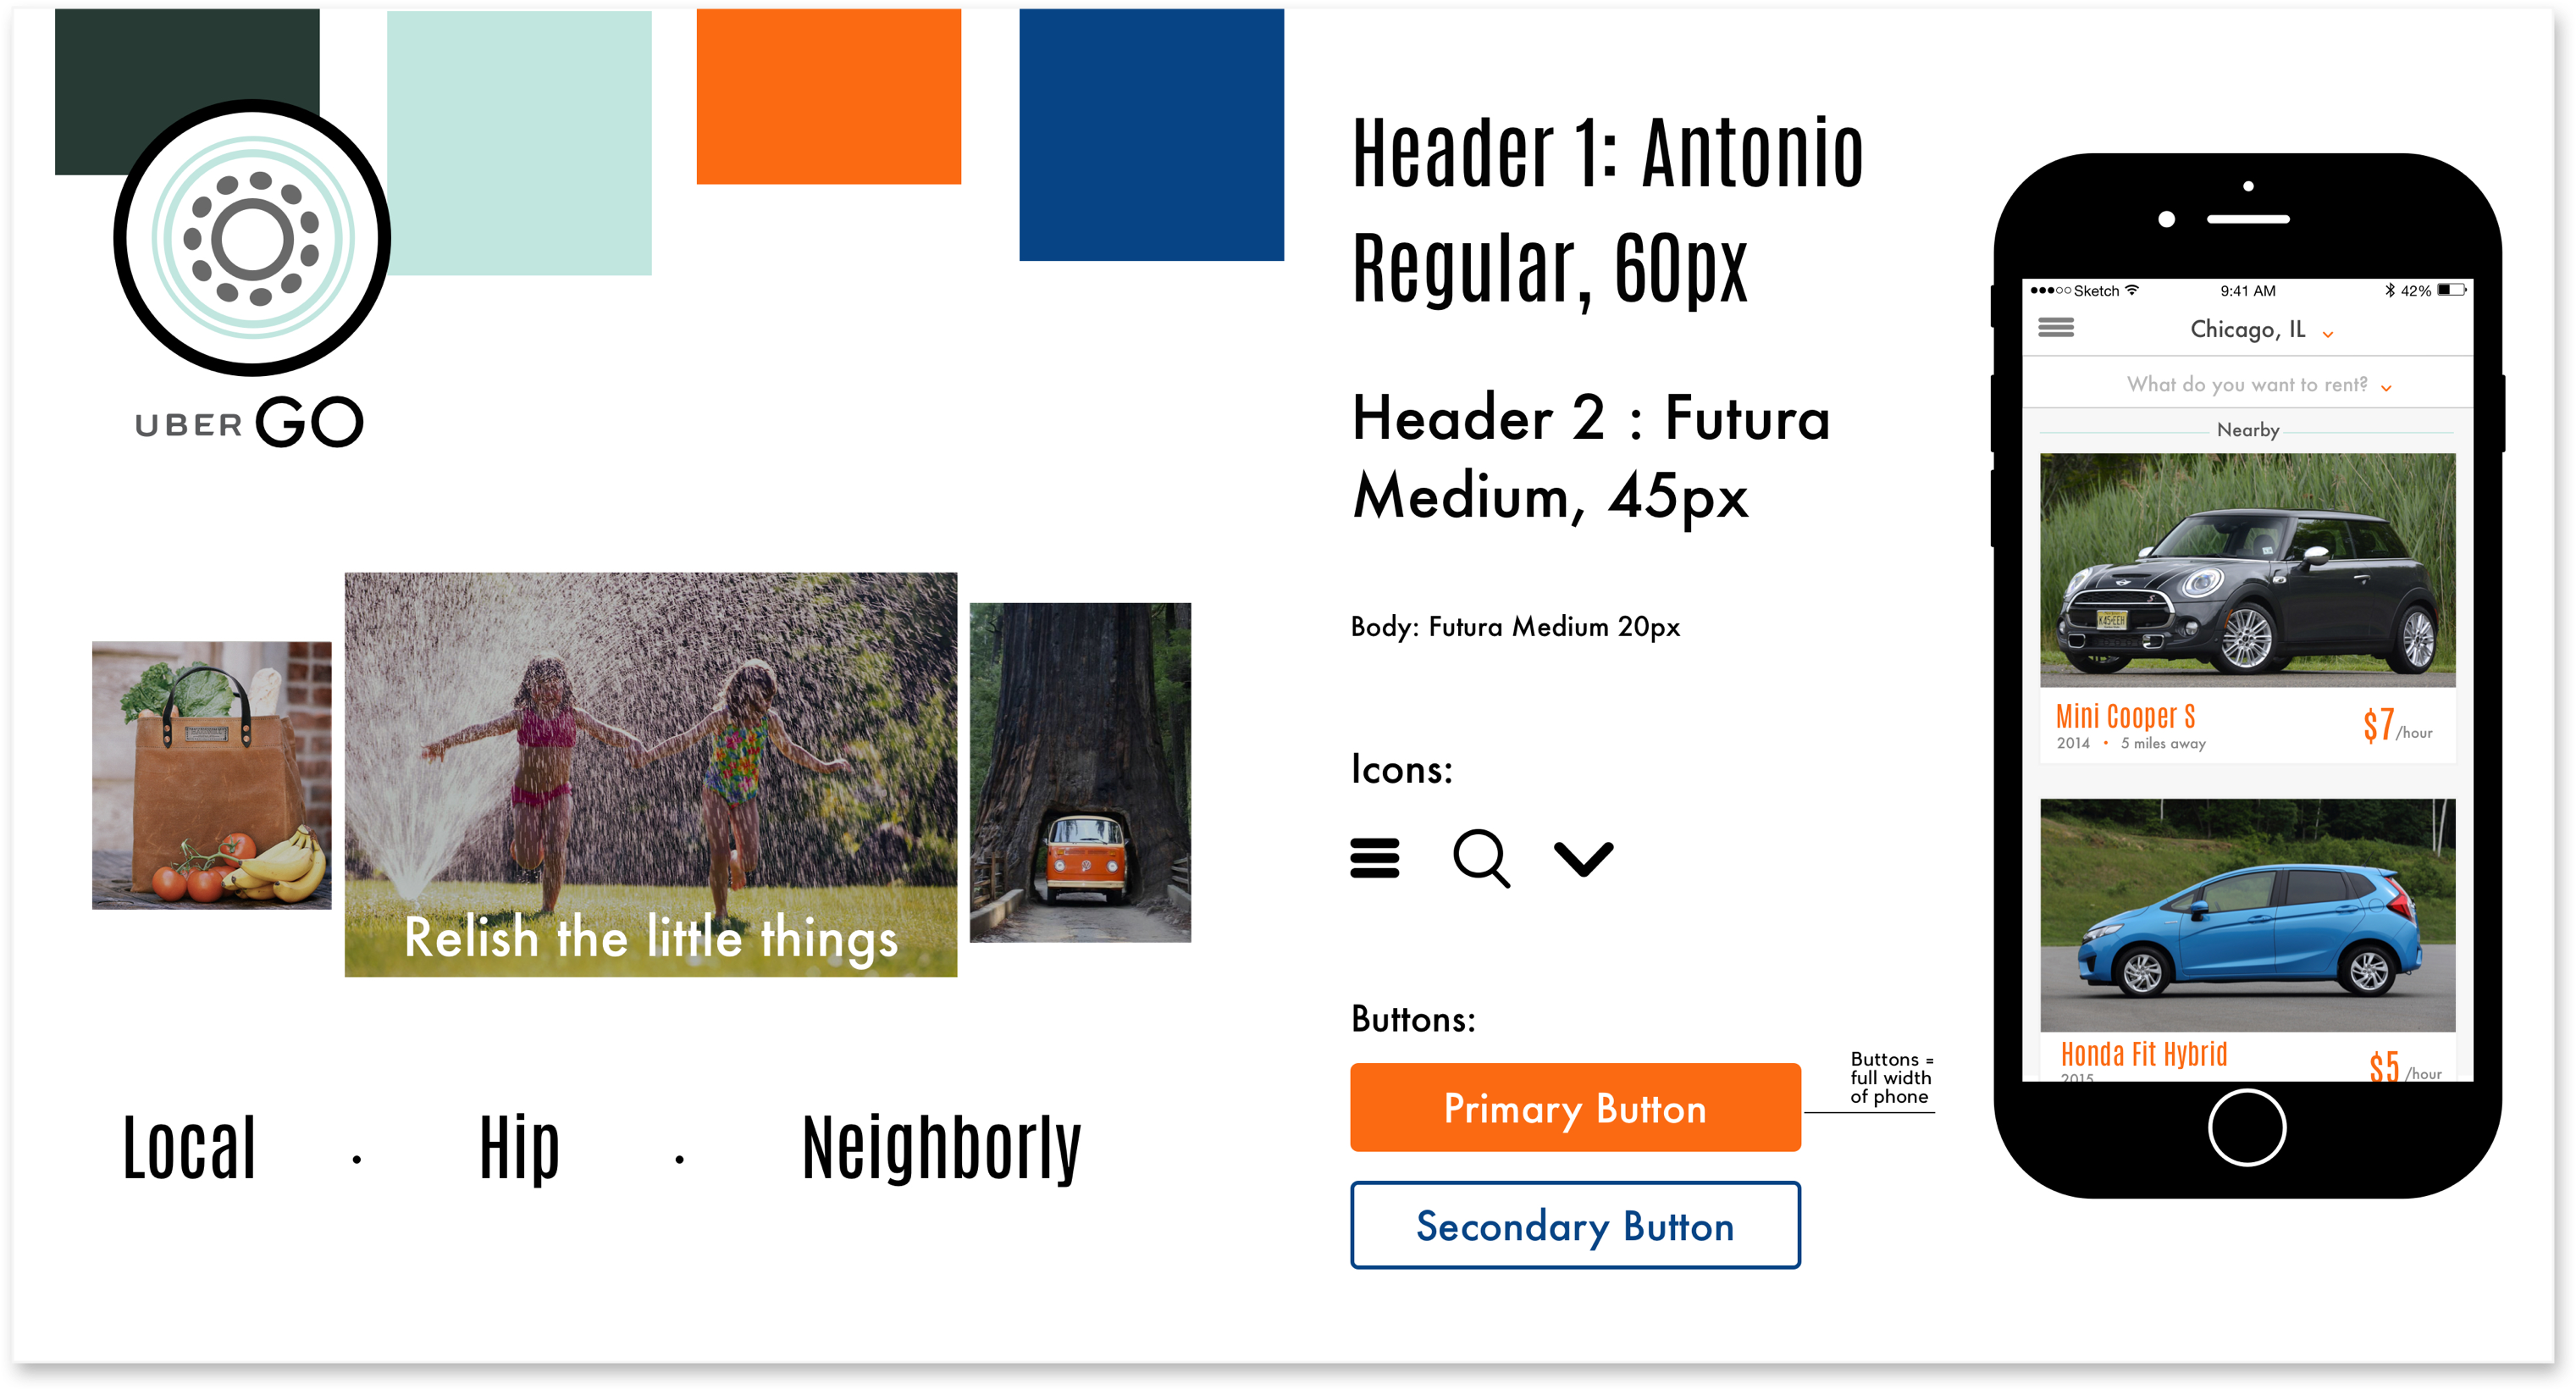 UBER GO
Relish the little things
Local · Hip · Neighborly
Header 1: Antonio
Regular, 60px
Header 2 : Futura
Medium, 45px
Body: Futura Medium 20px
Icons:
Buttons:
Primary Button
Buttons =
full width
of phone
Secondary Button
Sketch 9:41 AM 42%
Chicago, IL
What do you want to rent?
Nearby
K45-EEH
Mini Cooper S
$7/hour
2014 • 5 miles away
Honda Fit Hybrid
$5 /hour
2015